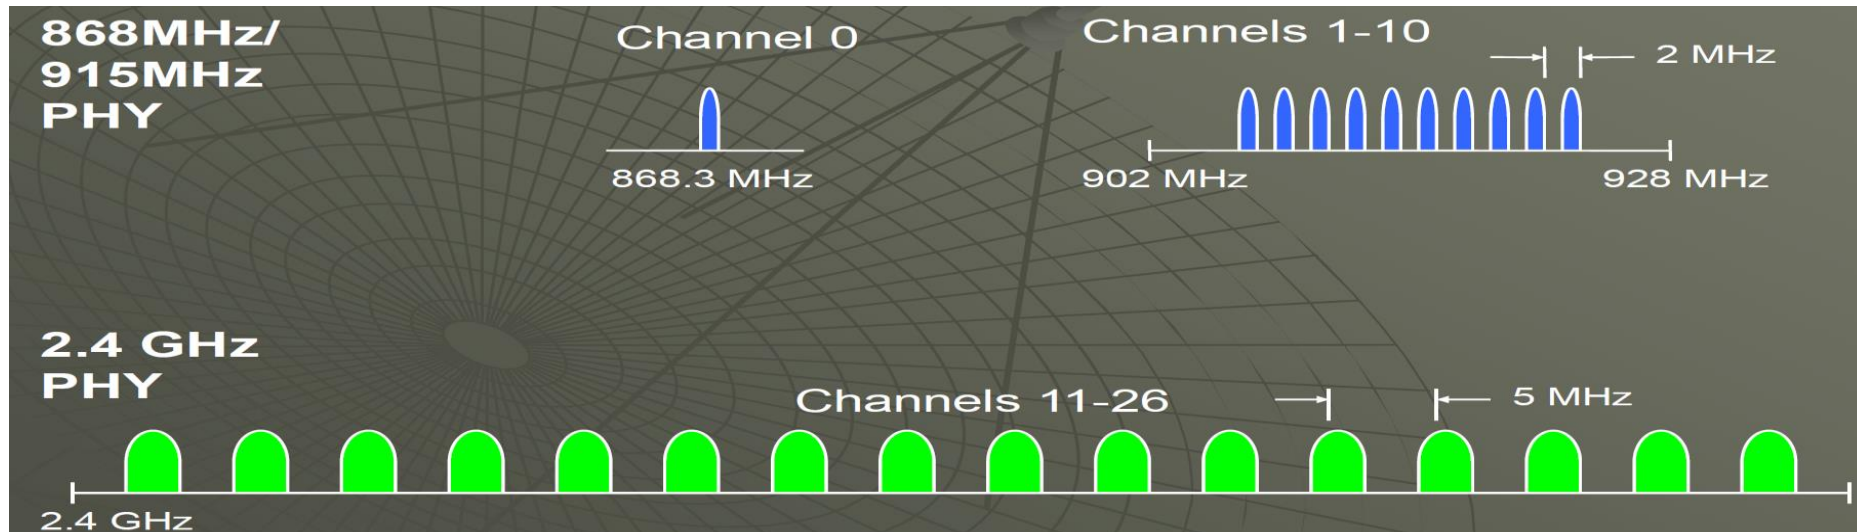 868MHz/
915MHz
PHY
Channel 0
868.3 MHz
Channels 1-10
2 MHz
902 MHz
928 MHz
2.4 GHz
PHY
Channels 11-26
5 MHz
2.4 GHz